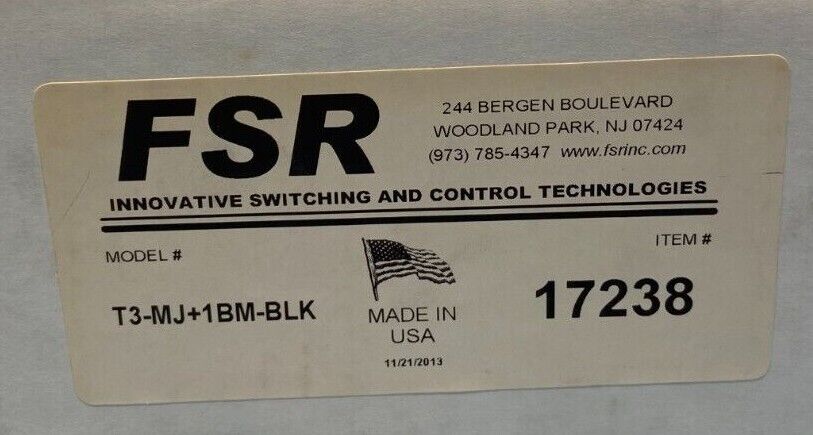 FSR
244 BERGEN BOULEVARD
WOODLAND PARK, NJ 07424
(973) 785-4347 www.fsrinc.com
INNOVATIVE SWITCHING AND CONTROL TECHNOLOGIES
MODEL #
ITEM #
T3-MJ+1BM-BLK
MADE IN
USA
17238
11/21/2013